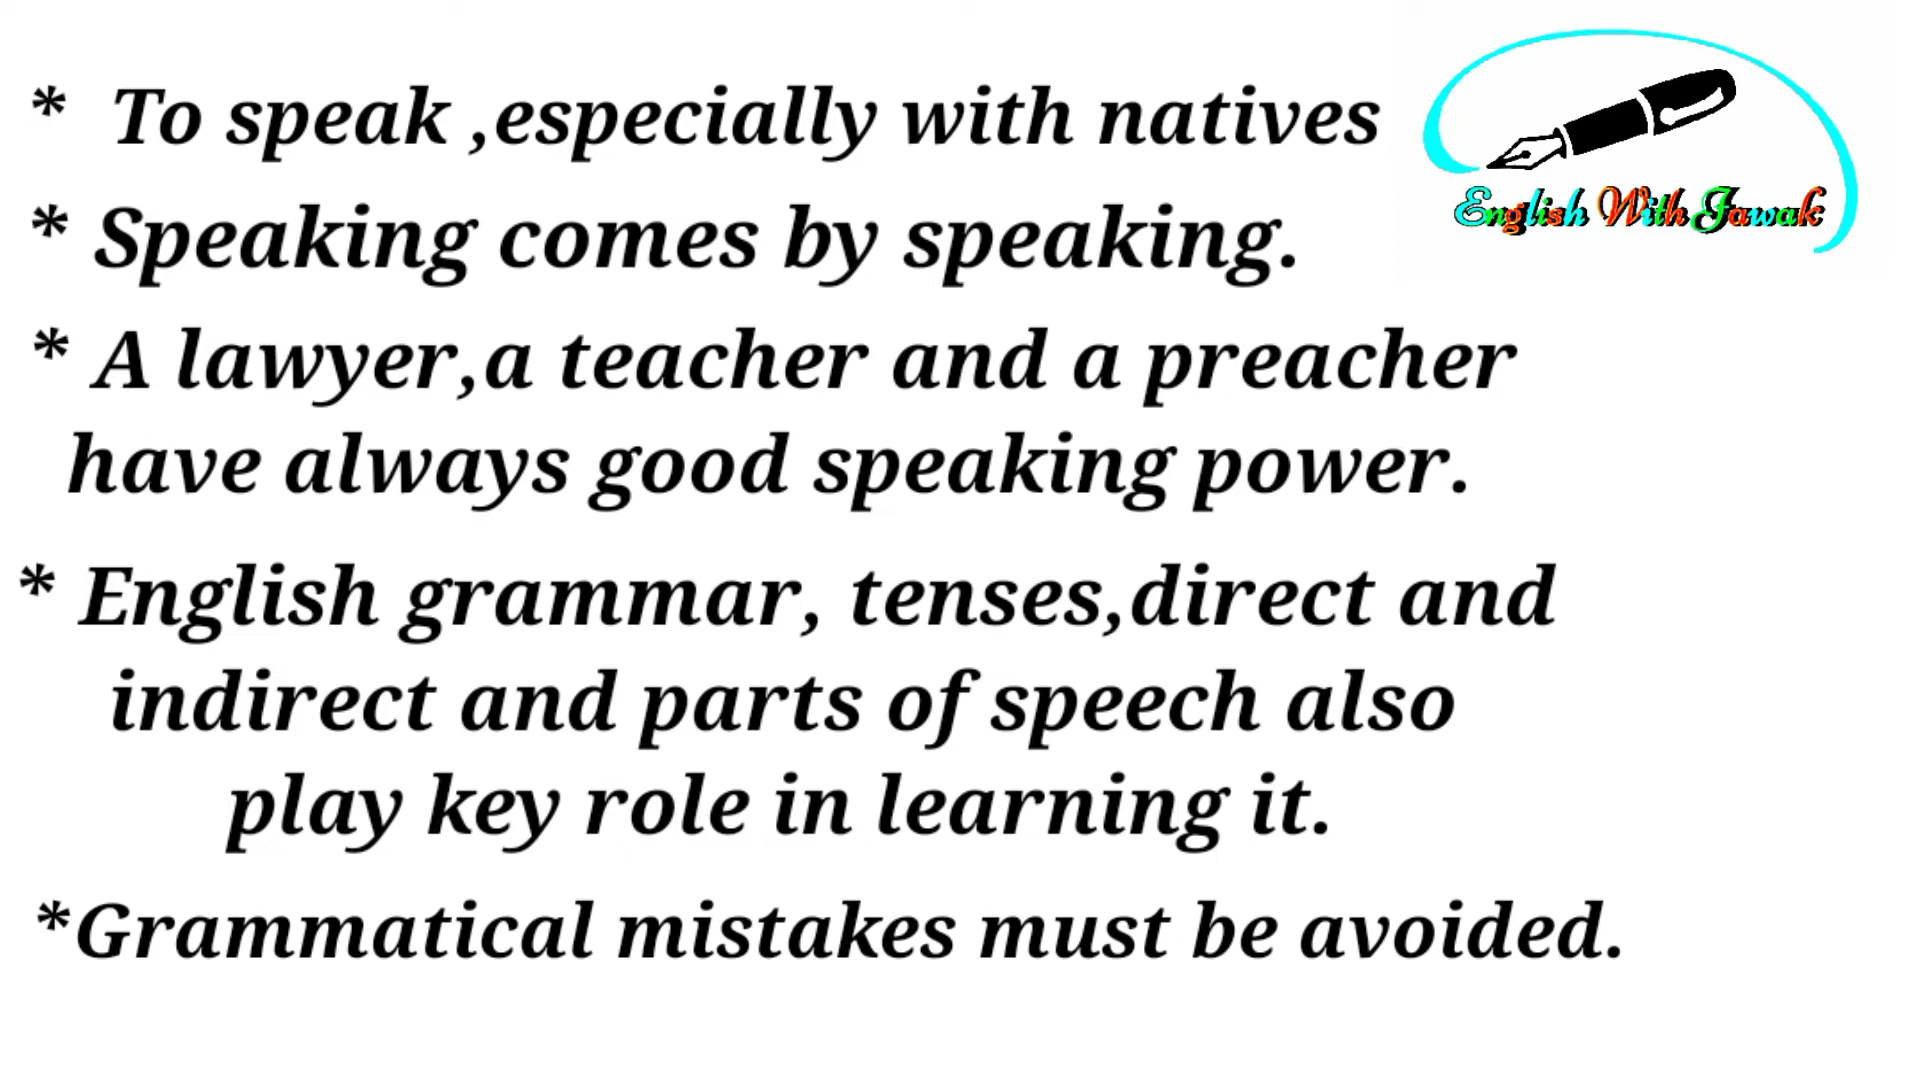 * To speak ,especially with natives
English With Jawak
* Speaking comes by speaking.
* A lawyer,a teacher and a preacher
have always good speaking power.
* English grammar, tenses,direct and
indirect and parts of speech also
play key role in learning it.
*Grammatical mistakes must be avoided.